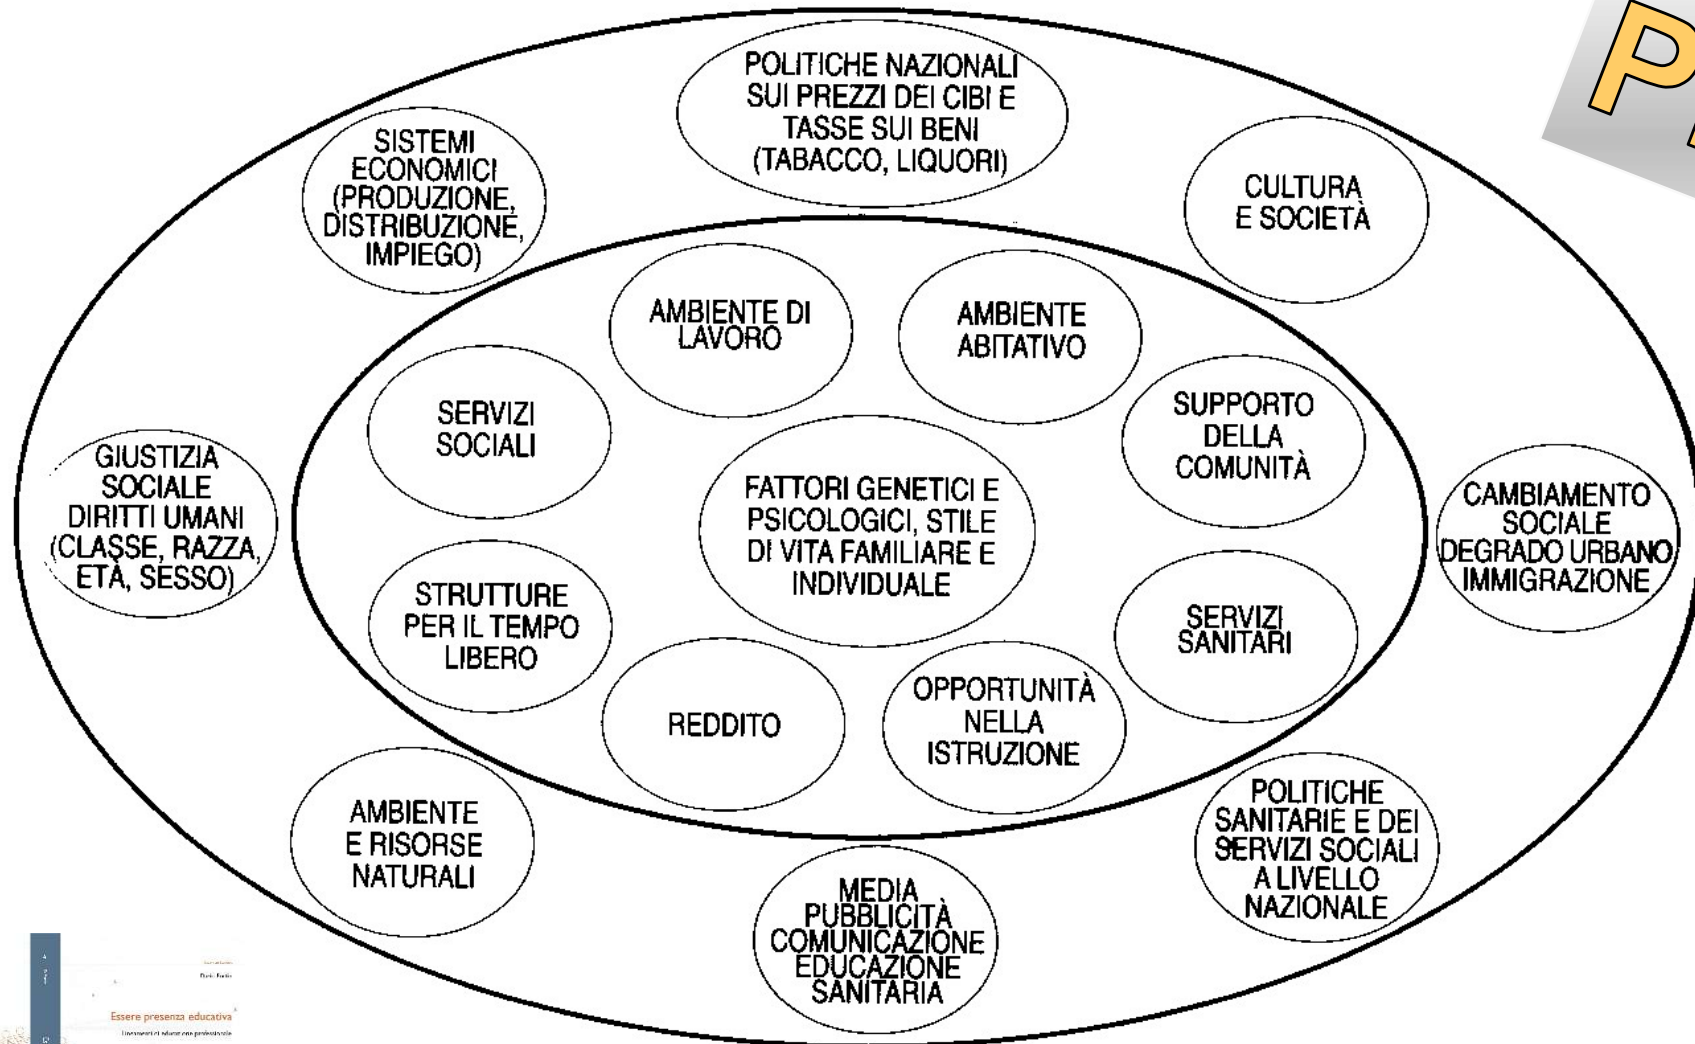 POLITICHE NAZIONALI
SUI PREZZI DEI CIBI E
TASSE SUI BENI
(TABACCO, LIQUORI)
SISTEMI
ECONOMICI
(PRODUZIONE,
DISTRIBUZIONE,
IMPIEGO)
CULTURA
E SOCIETÀ
AMBIENTE DI
LAVORO
AMBIENTE
ABITATIVO
SERVIZI
SOCIALI
SUPPORTO
DELLA
COMUNITÀ
GIUSTIZIA
SOCIALE
DIRITTI UMANI
(CLASSE, RAZZA,
ETÀ, SESSO)
FATTORI GENETICI E
PSICOLOGICI, STILE
DI VITA FAMILIARE E
INDIVIDUALE
CAMBIAMENTO
SOCIALE
DEGRADO URBANO
IMMIGRAZIONE
STRUTTURE
PER IL TEMPO
LIBERO
SERVIZI
SANITARI
REDDITO
OPPORTUNITÀ
NELLA
ISTRUZIONE
AMBIENTE
E RISORSE
NATURALI
POLITICHE
SANITARIE E DEI
SERVIZI SOCIALI
A LIVELLO
NAZIONALE
MEDIA
PUBBLICITÀ
COMUNICAZIONE
EDUCAZIONE
SANITARIA
Essere presenza educativa
Lineamenti di educazione professionale